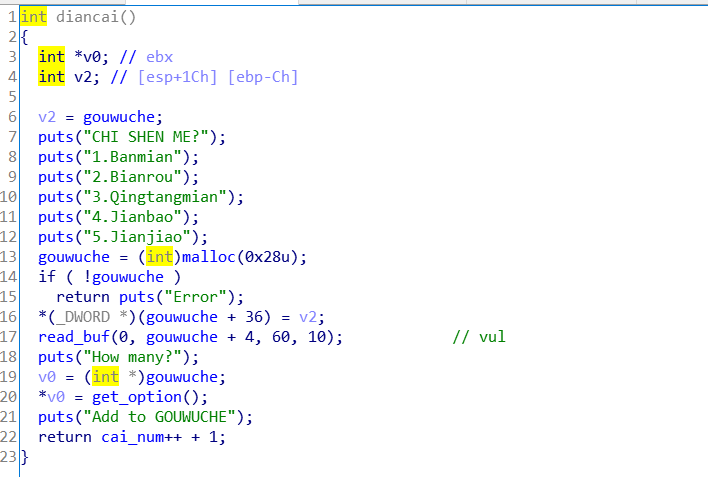 1 int diancai()
2 {
3 int *v0; // ebx
4 int v2; // [esp+1Ch] [ebp-Ch]
5
6 v2 = gouwuche;
7 puts("CHI SHEN ME?");
8 puts("1.Banmian");
9 puts("2.Bianrou");
10 puts("3.Qingtangmian");
11 puts("4.Jianbao");
12 puts("5.Jianjiao");
13 gouwuche = (int)malloc(0x28u);
14 if ( !gouwuche )
15 return puts("Error");
16 *(_DWORD *)(gouwuche + 36) = v2;
17 read_buf(0, gouwuche + 4, 60, 10); // vul
18 puts("How many?");
19 v0 = (int *)gouwuche;
20 *v0 = get_option();
21 puts("Add to GOUWUCHE");
22 return cai_num++ + 1;
23 }